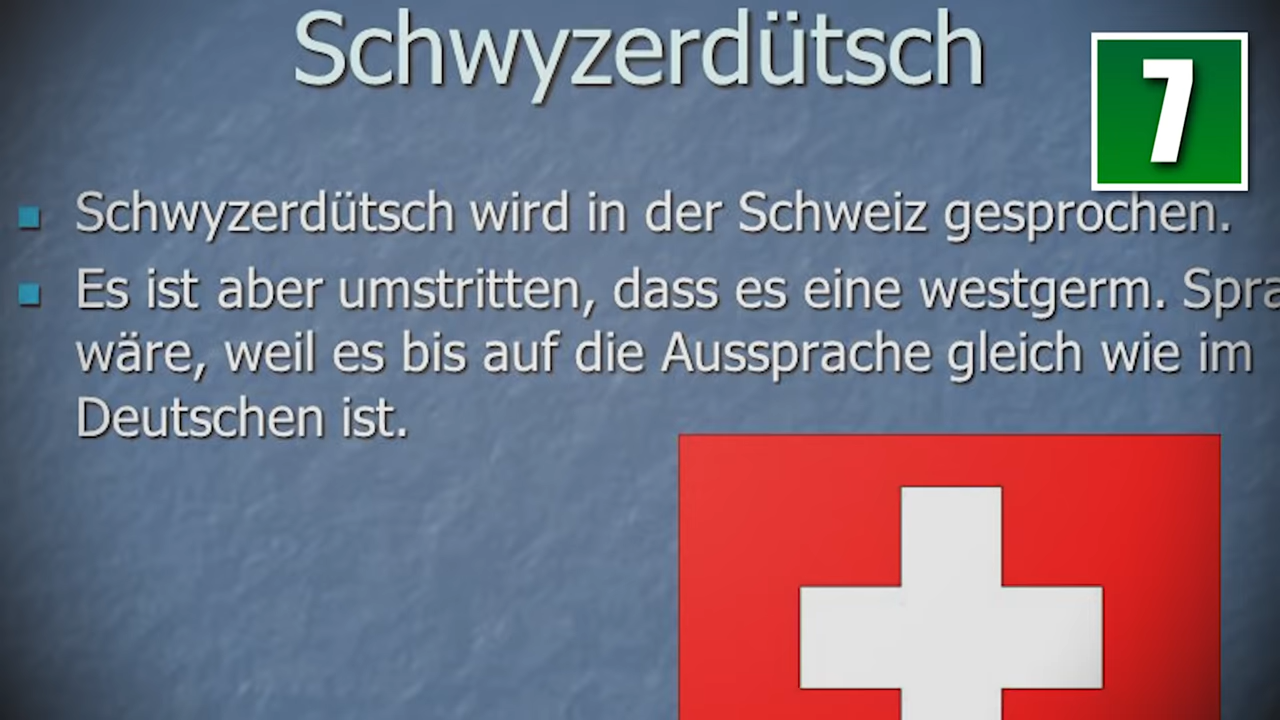 Schwyzerdütsch
7
Schwyzerdütsch wird in der Schweiz gesprochen.
Es ist aber umstritten, dass es eine westgerm. Spra
wäre, weil es bis auf die Aussprache gleich wie im
Deutschen ist.